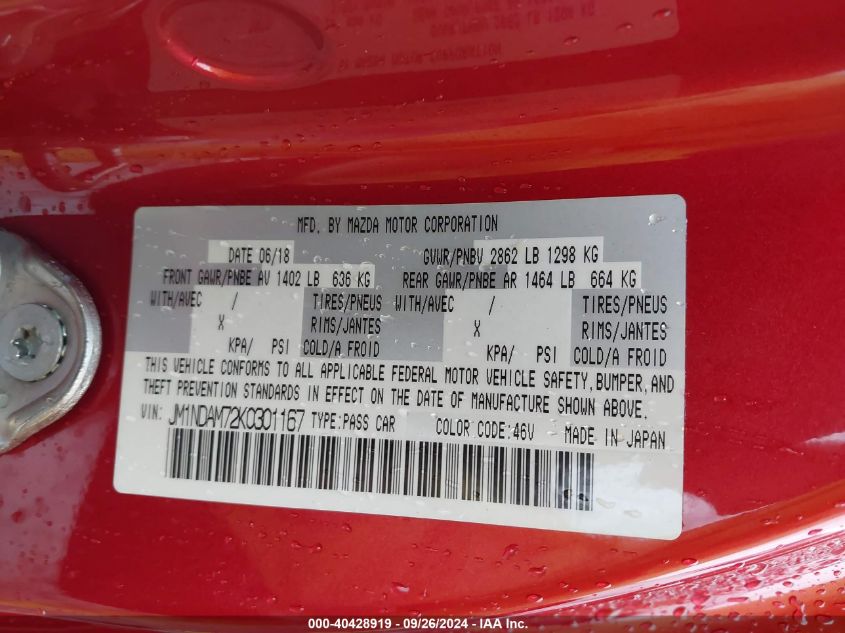 MFD. BY MAZDA MOTOR CORPORATION
DATE 06/18 GVWR/PNBV 2862 LB 1298 KG
FRONT GAWR/PNBE AV 1402 LB 636 KG REAR GAWR/PNBE AR 1464 LB 664 KG
WITH/AVEC / TIRES/PNEUS WITH/AVEC / TIRES/PNEUS
X RIMS/JANTES X RIMS/JANTES
KPA/ PSI COLD/A FROID KPA/ PSI COLD/A FROID
THIS VEHICLE CONFORMS TO ALL APPLICABLE FEDERAL MOTOR VEHICLE SAFETY, BUMPER, AND
THEFT PREVENTION STANDARDS IN EFFECT ON THE DATE OF MANUFACTURE SHOWN ABOVE.
VIN: JM1NDAM72K0301167 TYPE:PASS CAR COLOR CODE:46V MADE IN JAPAN
000-40428919 - 09/26/2024 - IAA Inc.